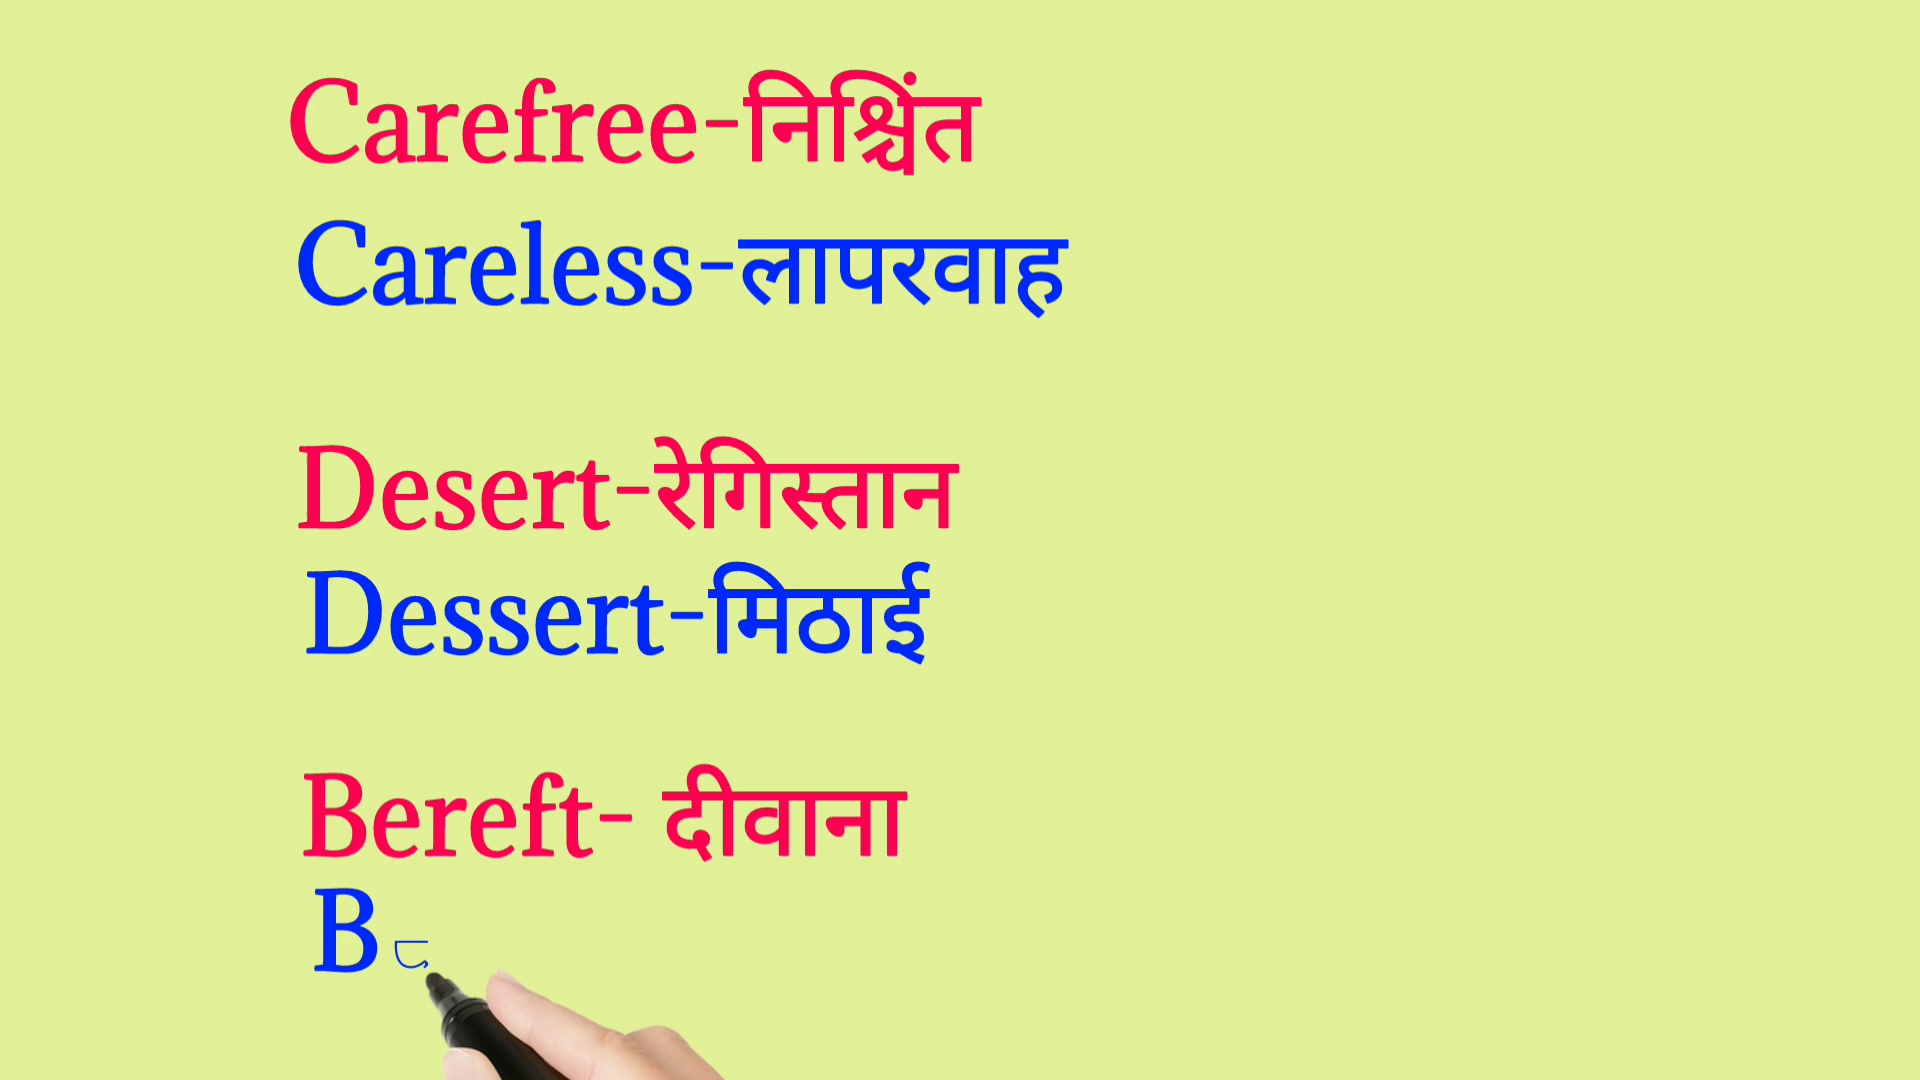 Carefree-निश्चिंत
Careless-लापरवाह
Desert-रेगिस्तान
Dessert-मिठाई
Bereft- दीवाना
B